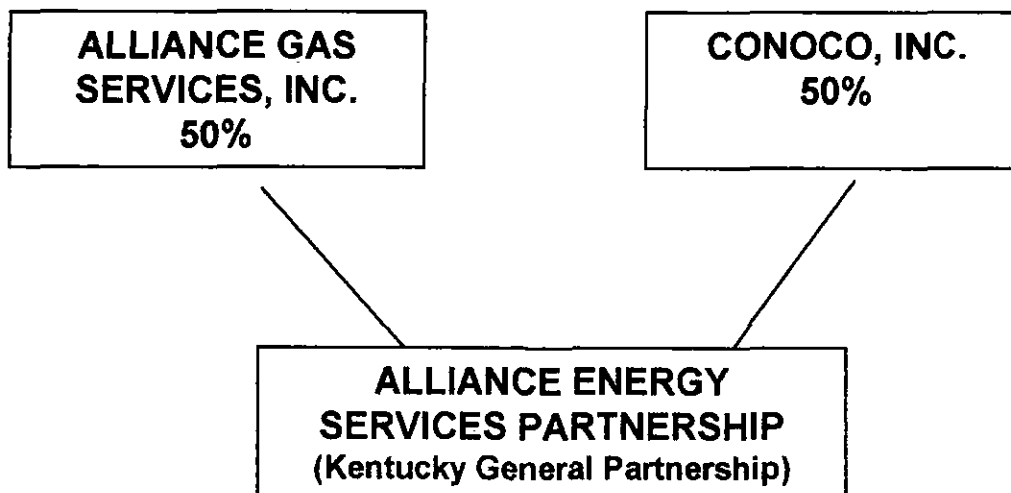 ALLIANCE GAS
SERVICES, INC.
50%
CONOCO, INC.
50%
ALLIANCE ENERGY
SERVICES PARTNERSHIP
(Kentucky General Partnership)